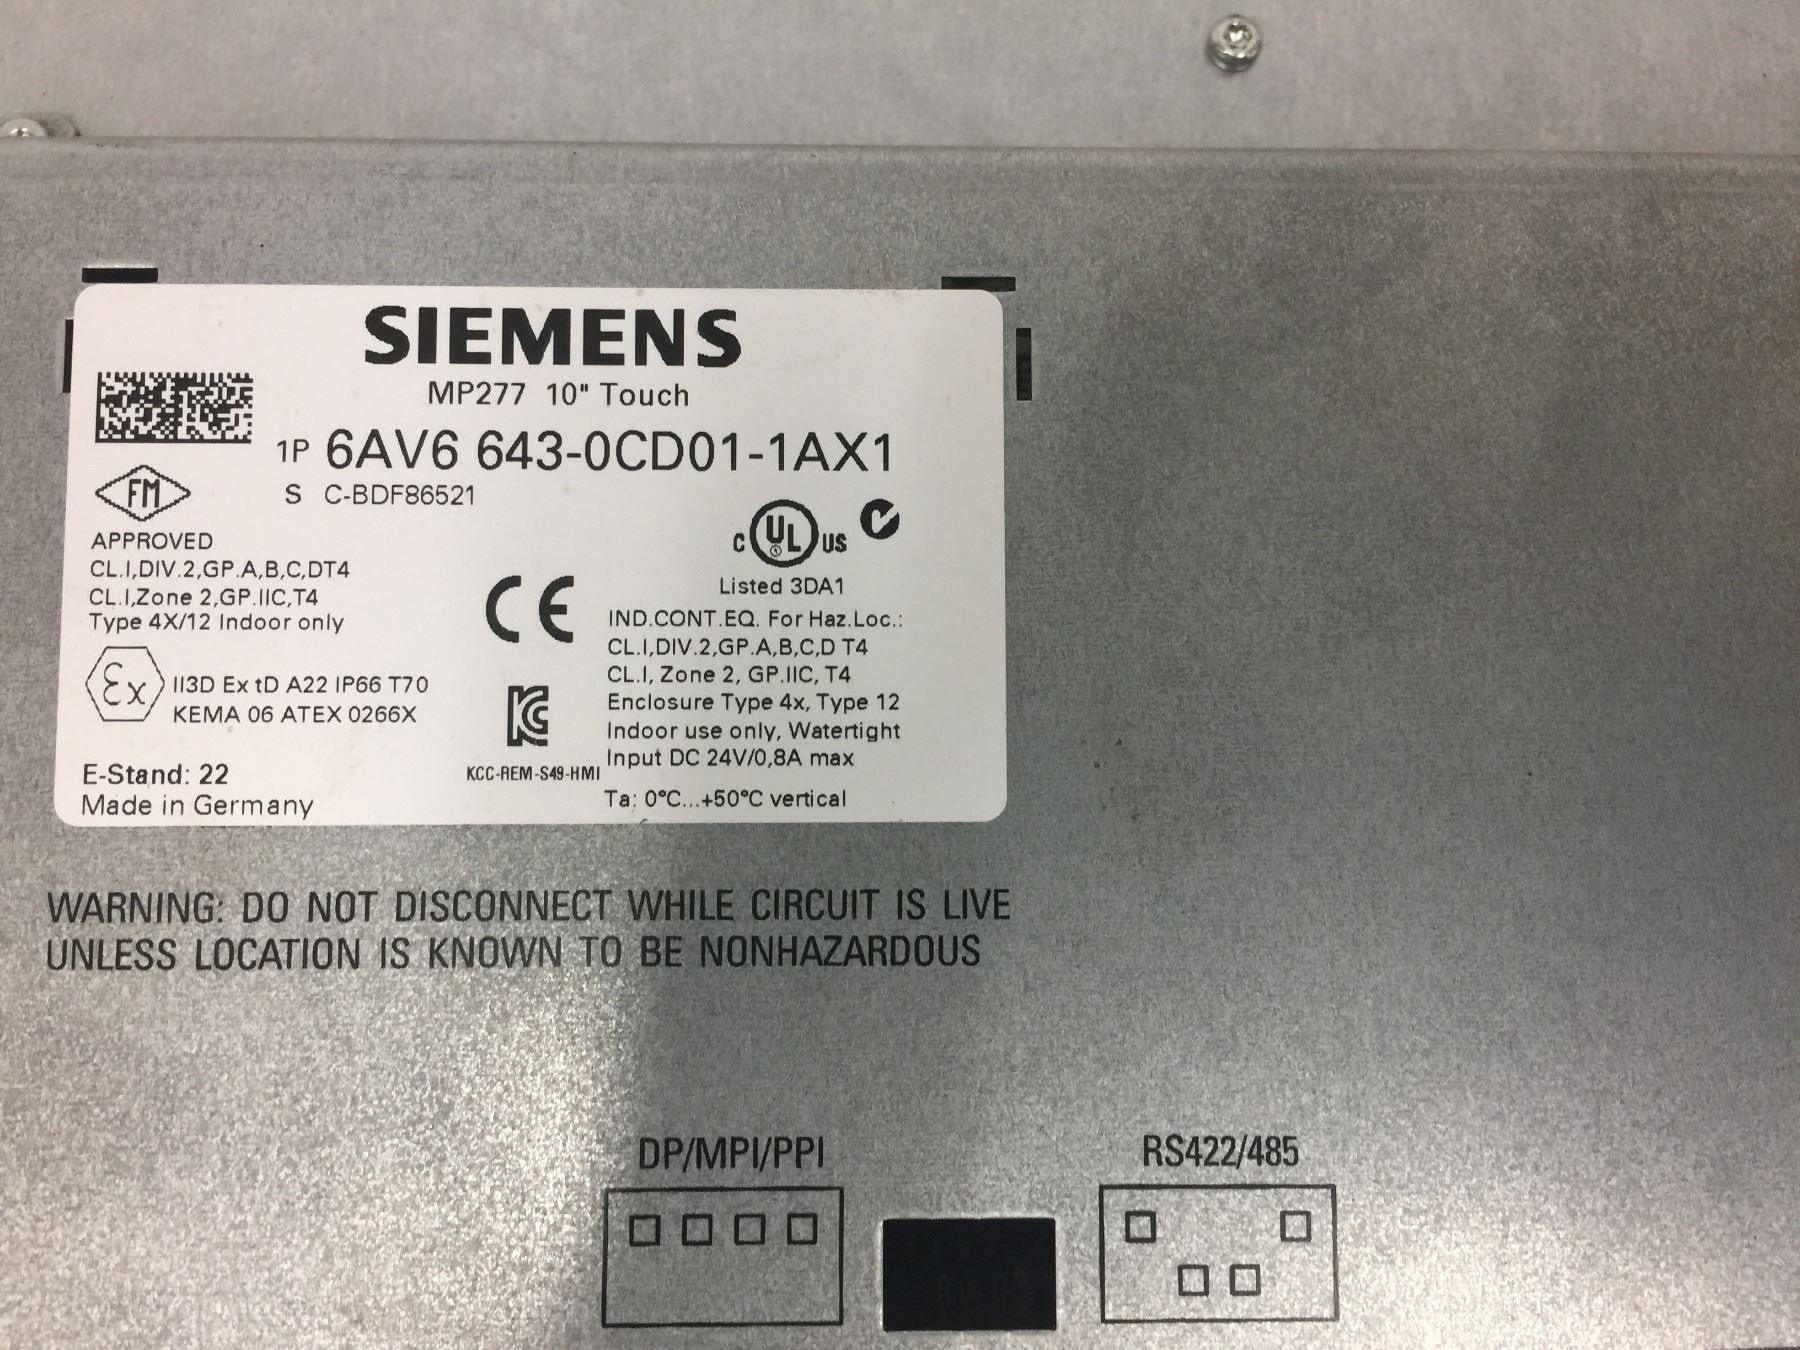 SIEMENS
MP277 10" Touch
1P 6AV6 643-0CD01-1AX1
S C-BDF86521
FM
APPROVED
CL.I,DIV.2,GP.A,B,C,DT4
CL.I,Zone 2,GP.IIC,T4
Type 4X/12 Indoor only
Ex II3D Ex tD A22 IP66 T70
KEMA 06 ATEX 0266X
E-Stand: 22
Made in Germany
CE
KC
KCC-REM-S49-HMI
C UL US
Listed 3DA1
IND.CONT.EQ. For Haz.Loc.:
CL.I,DIV.2,GP.A,B,C,D T4
CL.I, Zone 2, GP.IIC, T4
Enclosure Type 4x, Type 12
Indoor use only, Watertight
Input DC 24V/0,8A max
Ta: 0°C...+50°C vertical
WARNING: DO NOT DISCONNECT WHILE CIRCUIT IS LIVE
UNLESS LOCATION IS KNOWN TO BE NONHAZARDOUS
DP/MPI/PPI
RS422/485